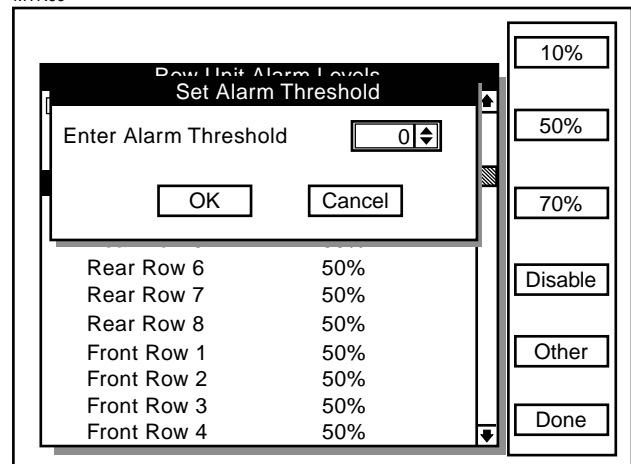 Row Unit Alarm Levels
Set Alarm Threshold
Enter Alarm Threshold 0
OK Cancel
Rear Row 6 50%
Rear Row 7 50%
Rear Row 8 50%
Front Row 1 50%
Front Row 2 50%
Front Row 3 50%
Front Row 4 50%
10%
50%
70%
Disable
Other
Done